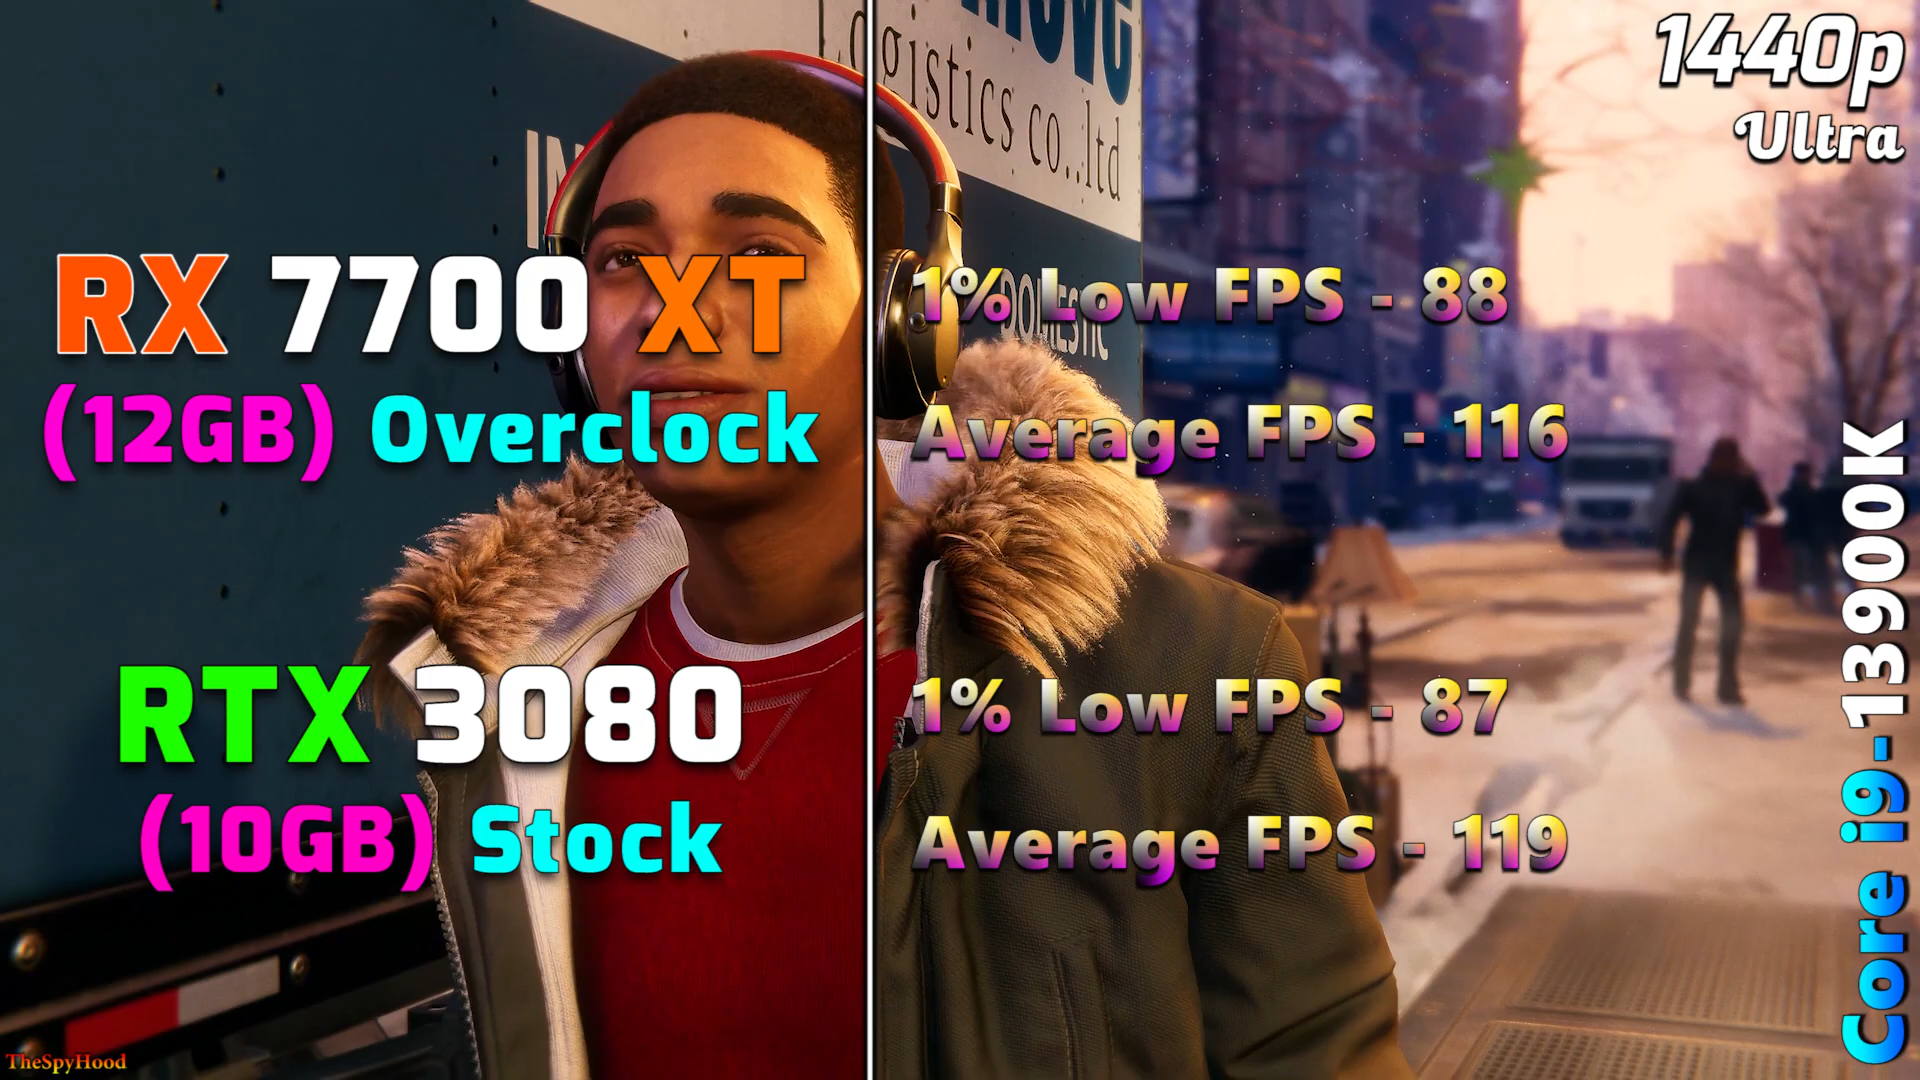 1440p
Ultra
Logistics co..ltd
RX 7700 XT
(12GB) Overclock
1% Low FPS - 88
Average FPS - 116
DOMESTIC
RTX 3080
(10GB) Stock
1% Low FPS - 87
Average FPS - 119
Core i9-13900K
TheSpyHood